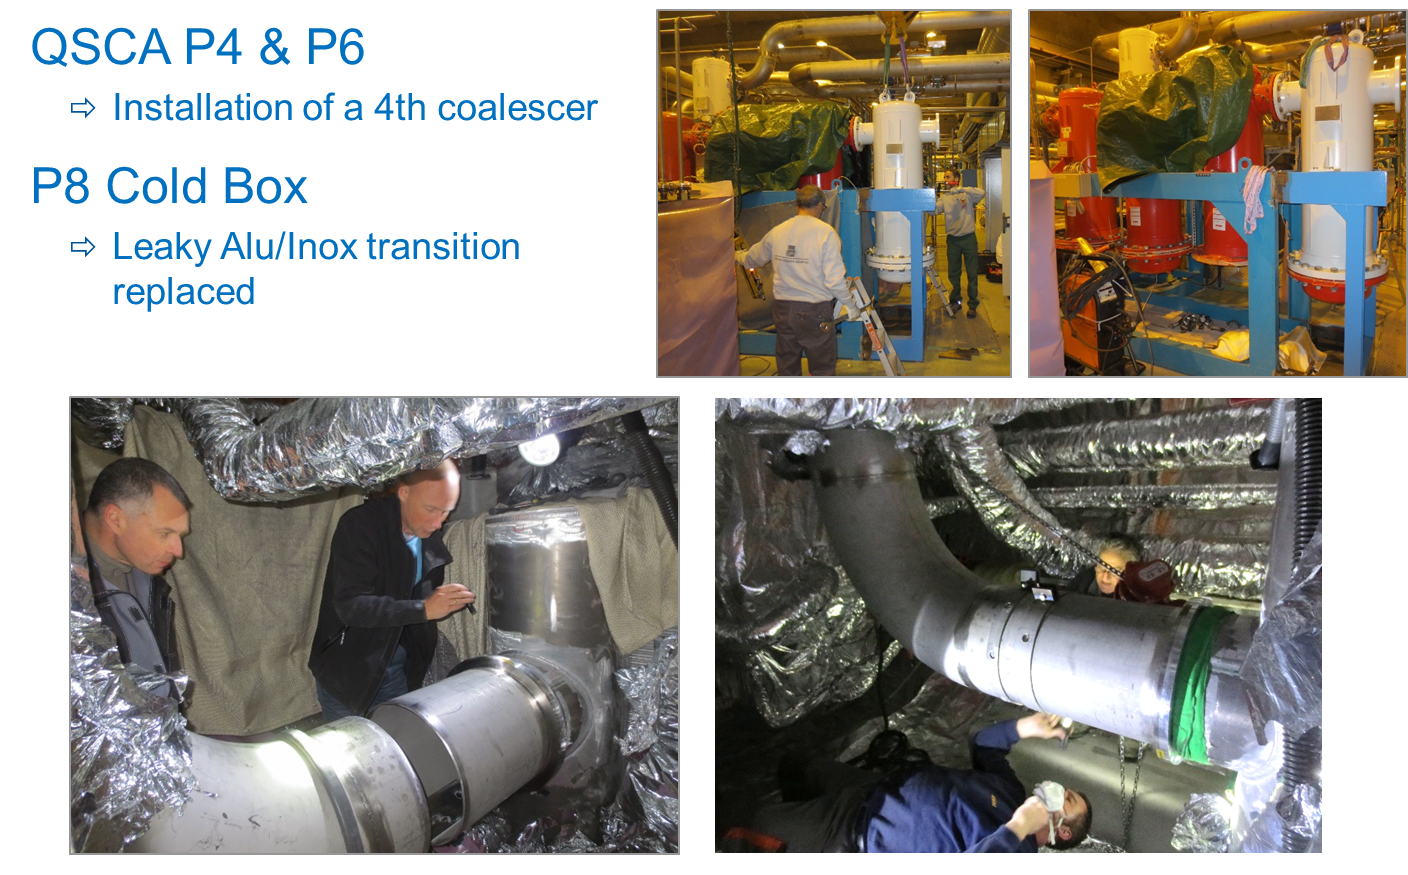 QSCA P4 & P6
⇨ Installation of a 4th coalescer
P8 Cold Box
⇨ Leaky Alu/Inox transition
replaced